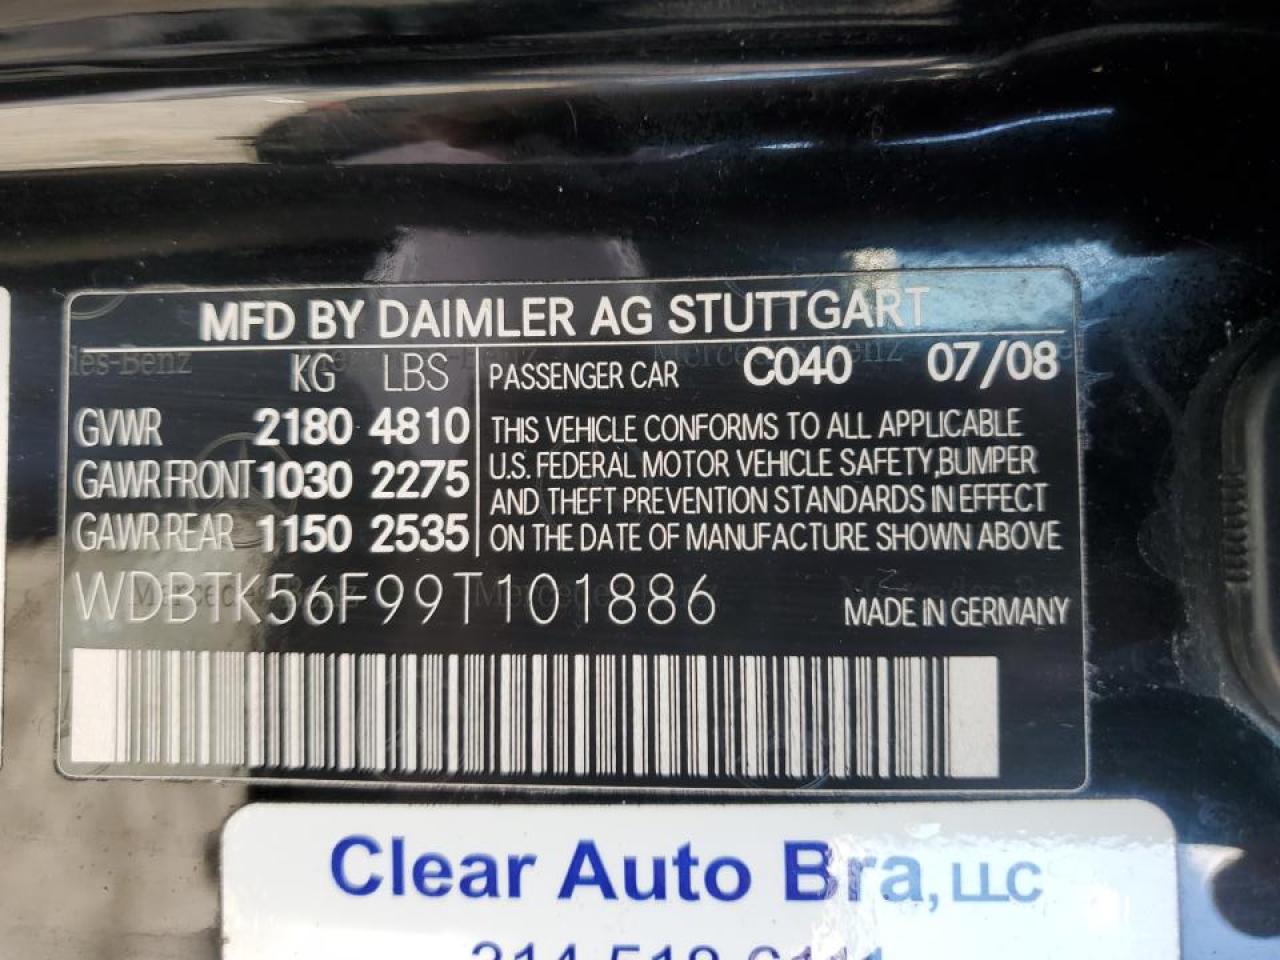 MFD BY DAIMLER AG STUTTGART
KG LBS PASSENGER CAR C040 07/08
GVWR 2180 4810
GAWR FRONT 1030 2275
GAWR REAR 1150 2535
THIS VEHICLE CONFORMS TO ALL APPLICABLE
U.S. FEDERAL MOTOR VEHICLE SAFETY, BUMPER
AND THEFT PREVENTION STANDARDS IN EFFECT
ON THE DATE OF MANUFACTURE SHOWN ABOVE
WDBTK56F99T101886 MADE IN GERMANY
Clear Auto Bra, LLC